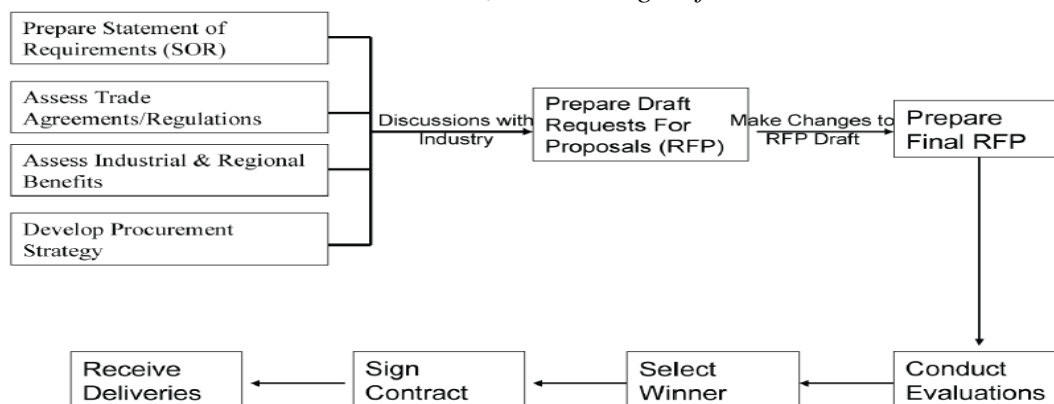 Prepare Statement of
Requirements (SOR)
Assess Trade
Agreements/Regulations
Assess Industrial & Regional
Benefits
Develop Procurement
Strategy
Discussions with
Industry
Prepare Draft
Requests For
Proposals (RFP)
Make Changes to
RFP Draft
Prepare
Final RFP
Conduct
Evaluations
Select
Winner
Sign
Contract
Receive
Deliveries